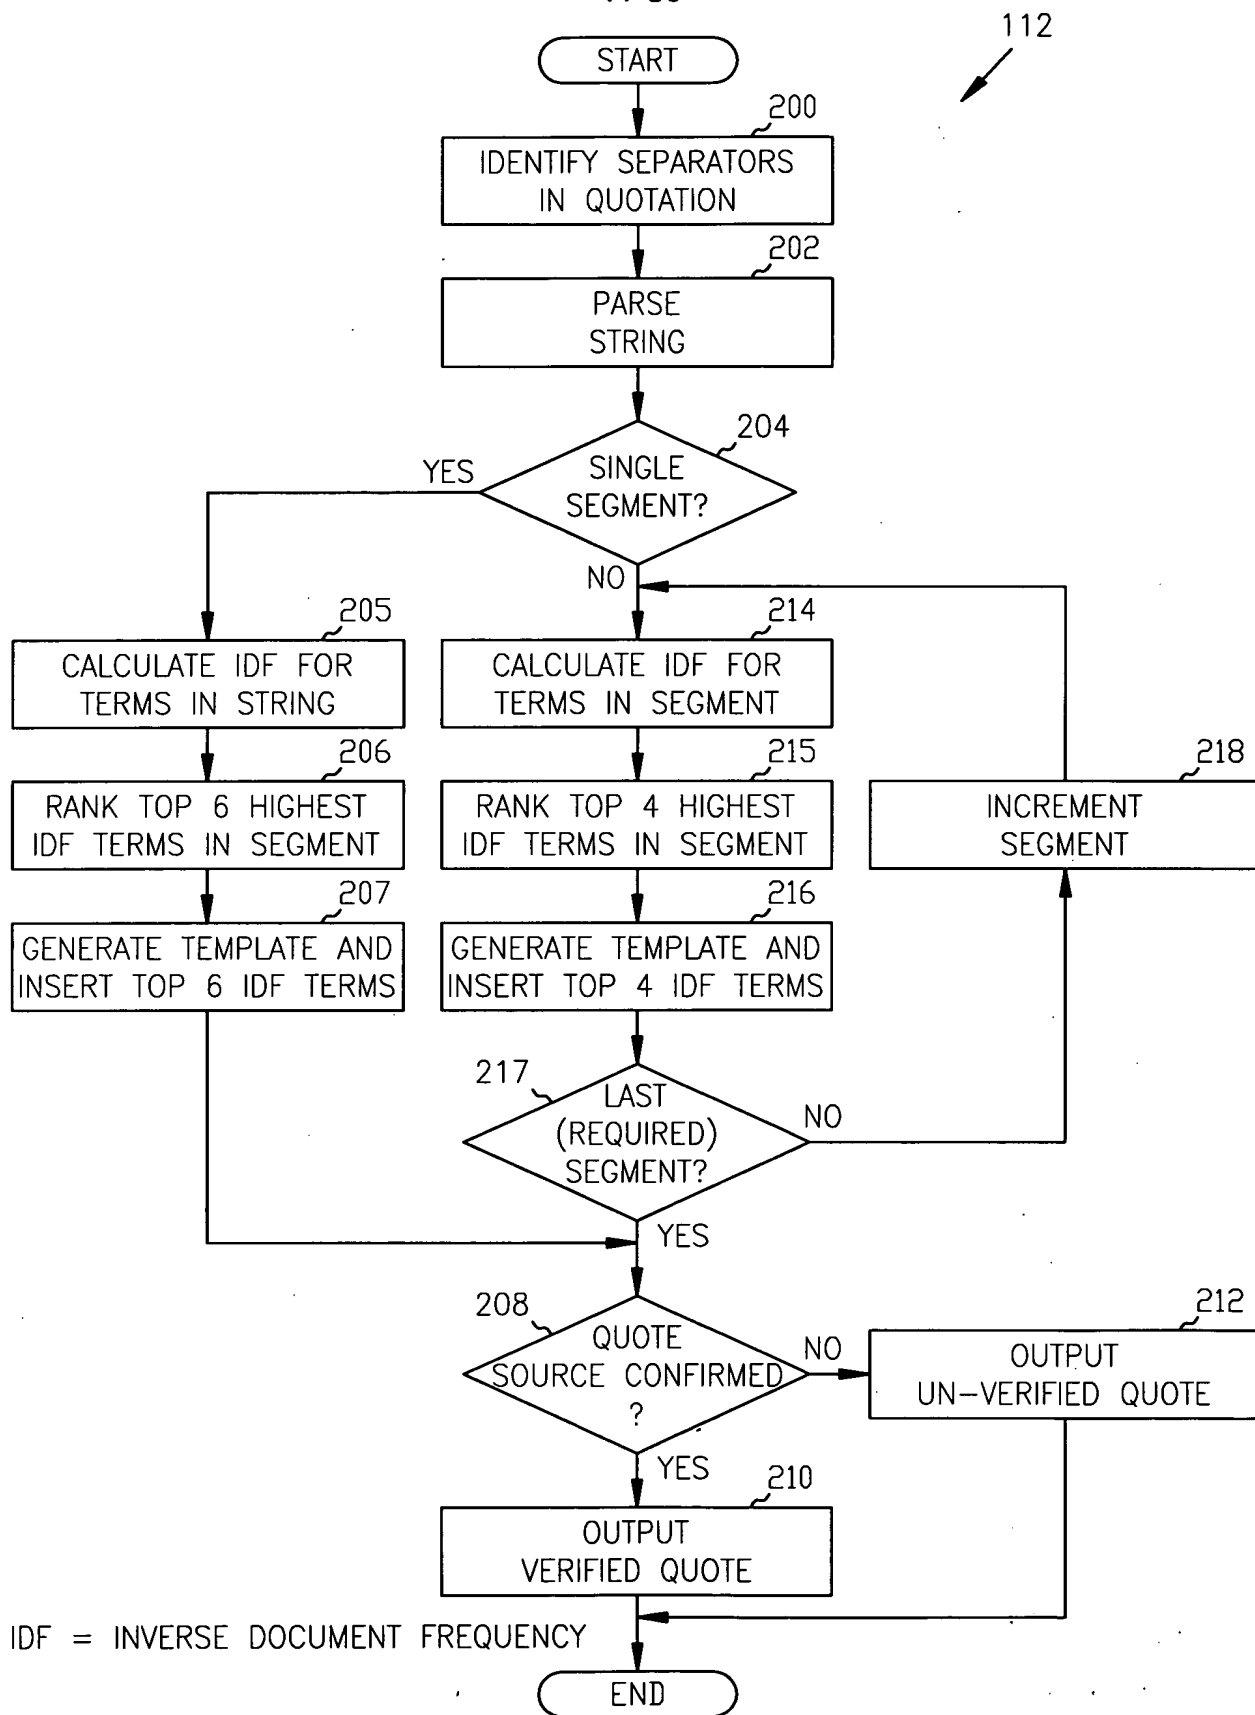 112
START
200
IDENTIFY SEPARATORS
IN QUOTATION
202
PARSE
STRING
204
YES
SINGLE
SEGMENT?
NO
205
CALCULATE IDF FOR
TERMS IN STRING
214
CALCULATE IDF FOR
TERMS IN SEGMENT
206
RANK TOP 6 HIGHEST
IDF TERMS IN SEGMENT
215
RANK TOP 4 HIGHEST
IDF TERMS IN SEGMENT
218
INCREMENT
SEGMENT
207
GENERATE TEMPLATE AND
INSERT TOP 6 IDF TERMS
216
GENERATE TEMPLATE AND
INSERT TOP 4 IDF TERMS
217
LAST
(REQUIRED)
SEGMENT?
NO
YES
208
QUOTE
SOURCE CONFIRMED
?
NO
212
OUTPUT
UN-VERIFIED QUOTE
YES
210
OUTPUT
VERIFIED QUOTE
IDF = INVERSE DOCUMENT FREQUENCY
END